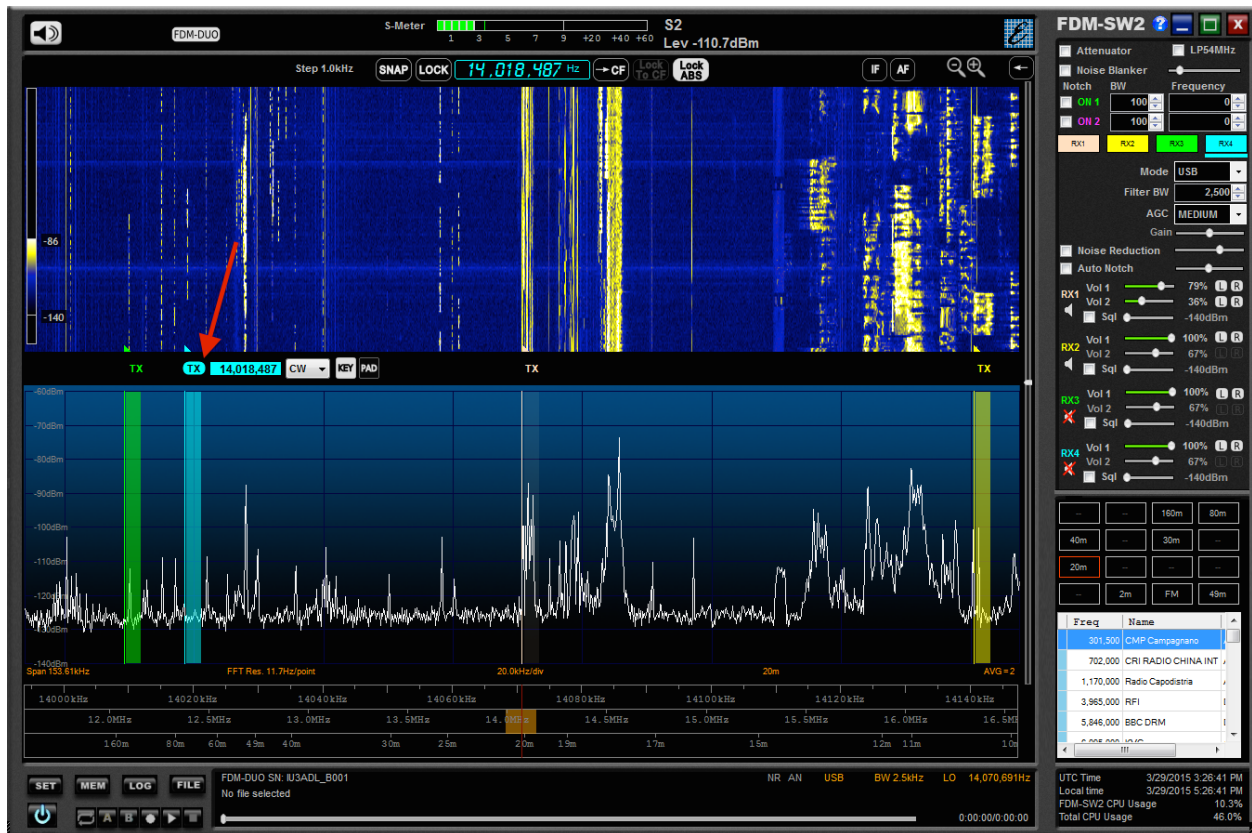 FDM-DUO
S-Meter
1 3 5 7 9 +20 +40 +60
S2
Lev -110.7dBm
Step 1.0kHz
SNAP
LOCK
14,018,487 Hz
→CF
Lock To CF
Lock ABS
IF
AF
-86
-140
TX
TX
14,018,487
CW
KEY
PAD
TX
TX
-60dBm
-70dBm
-80dBm
-90dBm
-100dBm
-110dBm
-140dBm
Span 153.61kHz
FFT Res. 11.7Hz/point
20.0kHz/div
20m
AVG=2
14000kHz 14020kHz 14040kHz 14060kHz 14080kHz 14100kHz 14120kHz 14140kHz
12.0MHz 12.5MHz 13.0MHz 13.5MHz 14.0MHz 14.5MHz 15.0MHz 15.5MHz 16.0MHz 16.5MH
160m 80m 60m 49m 40m 30m 25m 20m 19m 17m 15m 12m 11m 10m
SET
MEM
LOG
FILE
A
B
FDM-DUO SN: IU3ADL_B001
No file selected
NR AN USB BW 2.5kHz LO 14,070,691Hz
0:00:00/0:00:00
FDM-SW2
?
X
Attenuator
LP54MHz
Noise Blanker
Notch BW Frequency
ON 1 100 0
ON 2 100 0
RX1 RX2 RX3 RX4
Mode USB
Filter BW 2,500
AGC MEDIUM
Gain
Noise Reduction
Auto Notch
RX1
Vol 1 79% L R
Vol 2 36% L R
Sql -140dBm
RX2
Vol 1 100% L R
Vol 2 67% L R
Sql -140dBm
RX3
Vol 1 100% L R
Vol 2 67% L R
Sql -140dBm
RX4
Vol 1 100% L R
Vol 2 67% L R
Sql -140dBm
-- -- 160m 80m
40m -- 30m --
20m -- -- --
-- 2m FM 49m
Freq Name
301,500 CMP Campagnano
702,000 CRI RADIO CHINA INT
1,170,000 Radio Capodistria
3,965,000 RFI
5,846,000 BBC DRM
UTC Time 3/29/2015 3:26:41 PM
Local time 3/29/2015 5:26:41 PM
FDM-SW2 CPU Usage 10.3%
Total CPU Usage 46.0%